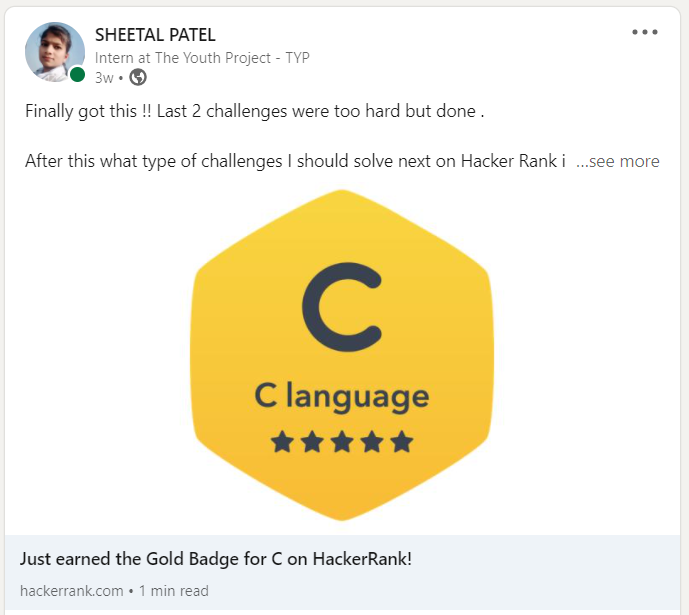 SHEETAL PATEL
Intern at The Youth Project - TYP
3w •
Finally got this !! Last 2 challenges were too hard but done .
After this what type of challenges I should solve next on Hacker Rank i ...see more
C
C language
Just earned the Gold Badge for C on HackerRank!
hackerrank.com • 1 min read